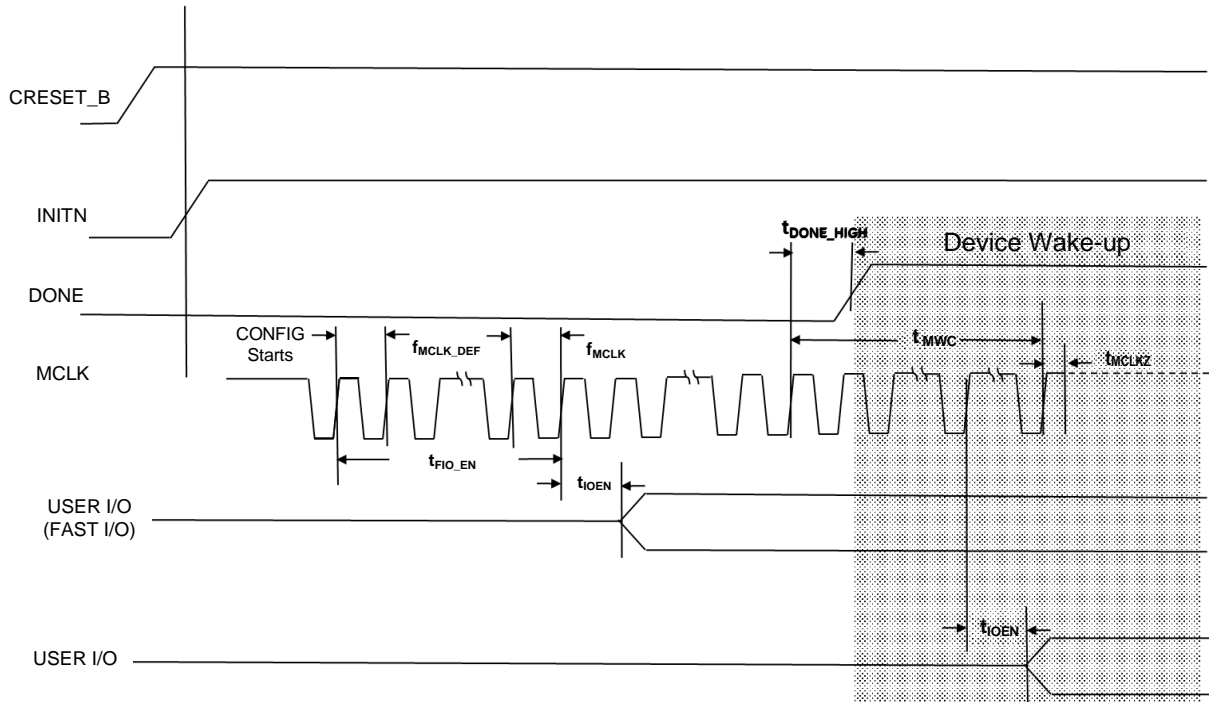 CRESET_B
INITN
tDONE_HIGH
Device Wake-up
DONE
CONFIG
Starts
fMCLK_DEF
fMCLK
tMWC
tMCLKZ
MCLK
tFIO_EN
tIOEN
USER I/O
(FAST I/O)
tIOEN
USER I/O